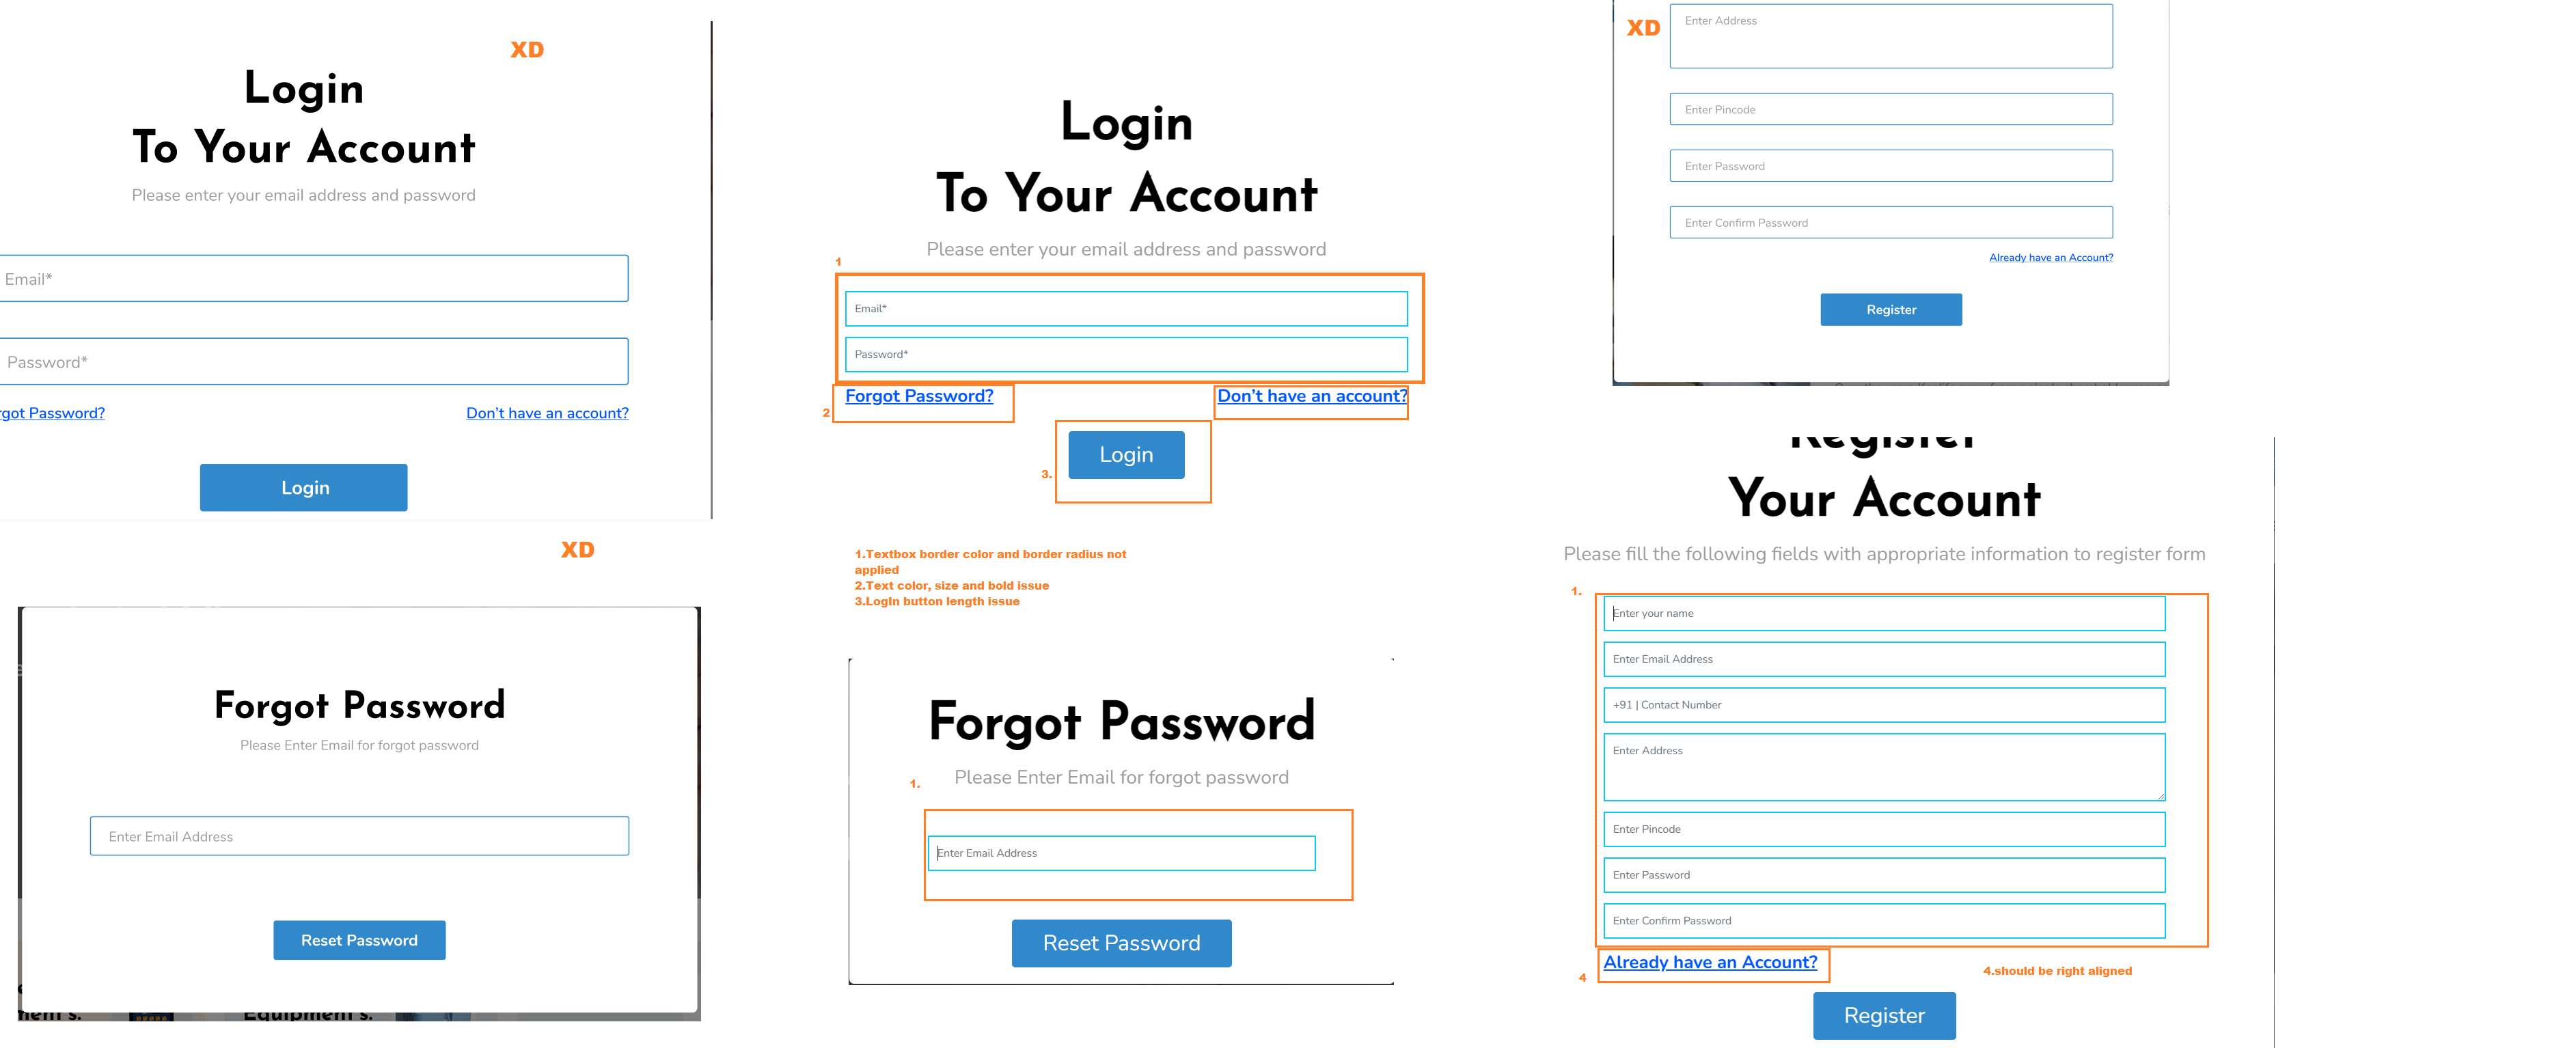 XD
Login
To Your Account
Please enter your email address and password
Email*
Password*
rgot Password?
Don't have an account?
Login
XD
Forgot Password
Please Enter Email for forgot password
Enter Email Address
Reset Password
Equipment's.
Login
To Your Account
Please enter your email address and password
1
Email*
Password*
2
Forgot Password?
Don't have an account?
3.
Login
1.Textbox border color and border radius not
applied
2.Text color, size and bold issue
3.LogIn button length issue
Forgot Password
Please Enter Email for forgot password
1.
Enter Email Address
Reset Password
XD
Enter Address
Enter Pincode
Enter Password
Enter Confirm Password
Already have an Account?
Register
Register
Your Account
Please fill the following fields with appropriate information to register form
1.
Enter your name
Enter Email Address
+91 | Contact Number
Enter Address
Enter Pincode
Enter Password
Enter Confirm Password
4
Already have an Account?
4.should be right aligned
Register